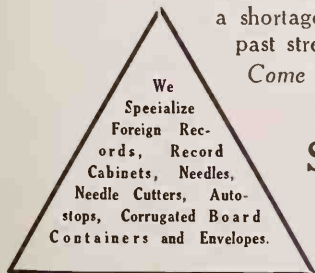 a shortage
past stre
Come
S
We
Specialize
Foreign Rec-
ords, Record
Cabinets, Needles,
Needle Cutters, Auto-
stops, Corrugated Board
Containers and Envelopes.